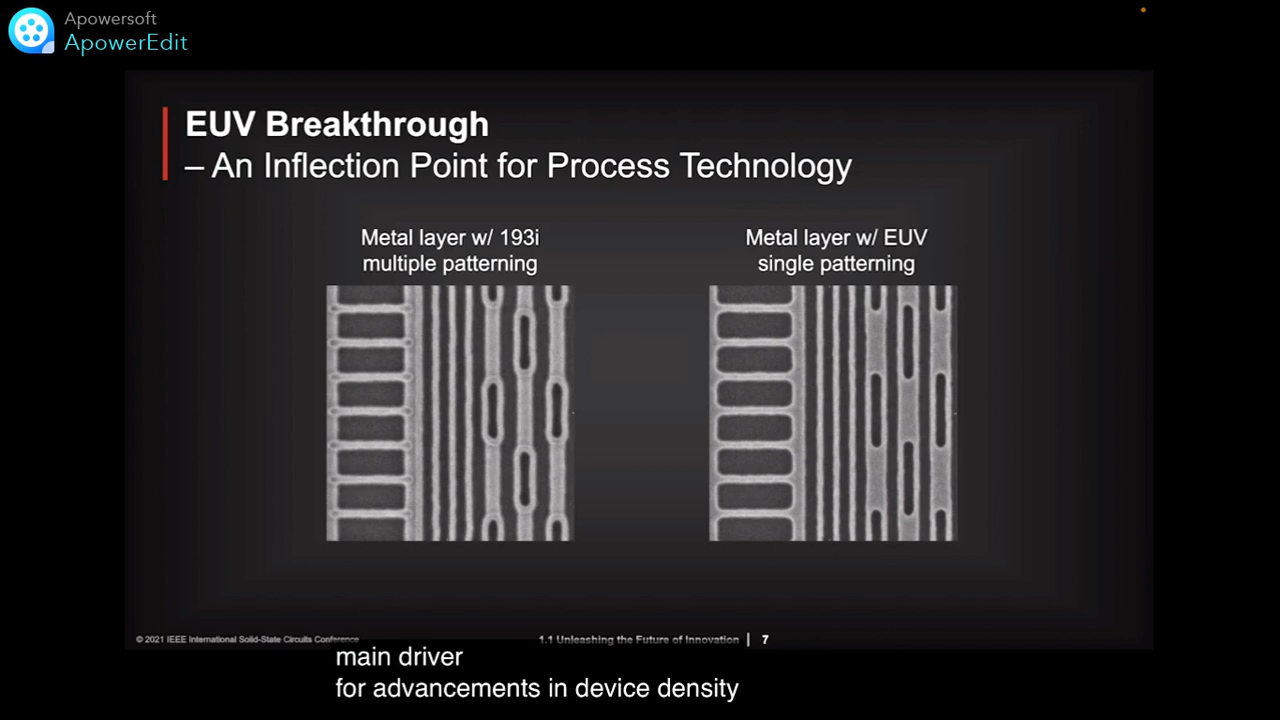 Apowersoft
ApowerEdit
EUV Breakthrough
– An Inflection Point for Process Technology
Metal layer w/ 193i
multiple patterning
Metal layer w/ EUV
single patterning
© 2021 IEEE International Solid-State Circuits Conference
1.1 Unleashing the Future of Innovation | 7
main driver
for advancements in device density